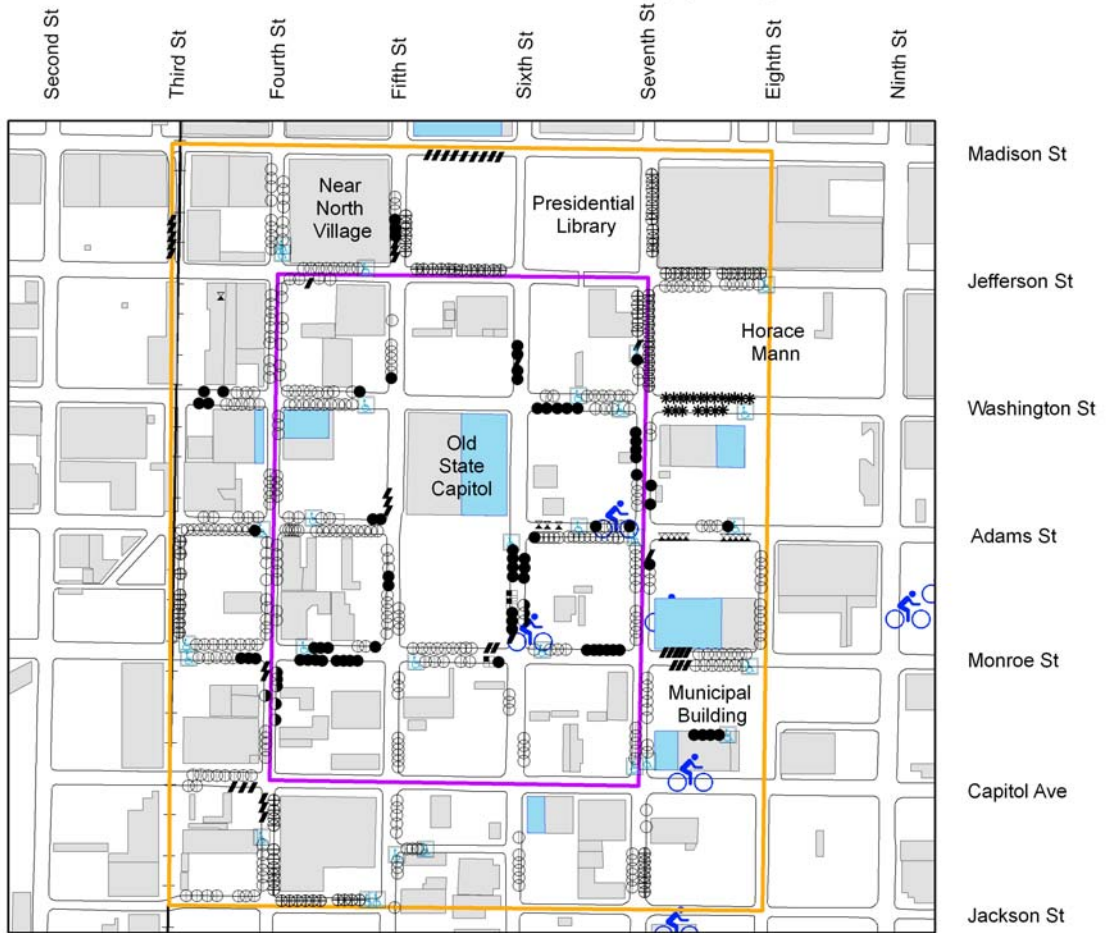 Second St
Third St
Fourth St
Fifth St
Sixth St
Seventh St
Eighth St
Ninth St
Madison St
Near
North
Village
Presidential
Library
Jefferson St
Horace
Mann
Washington St
Old
State
Capitol
Adams St
Monroe St
Municipal
Building
Capitol Ave
Jackson St